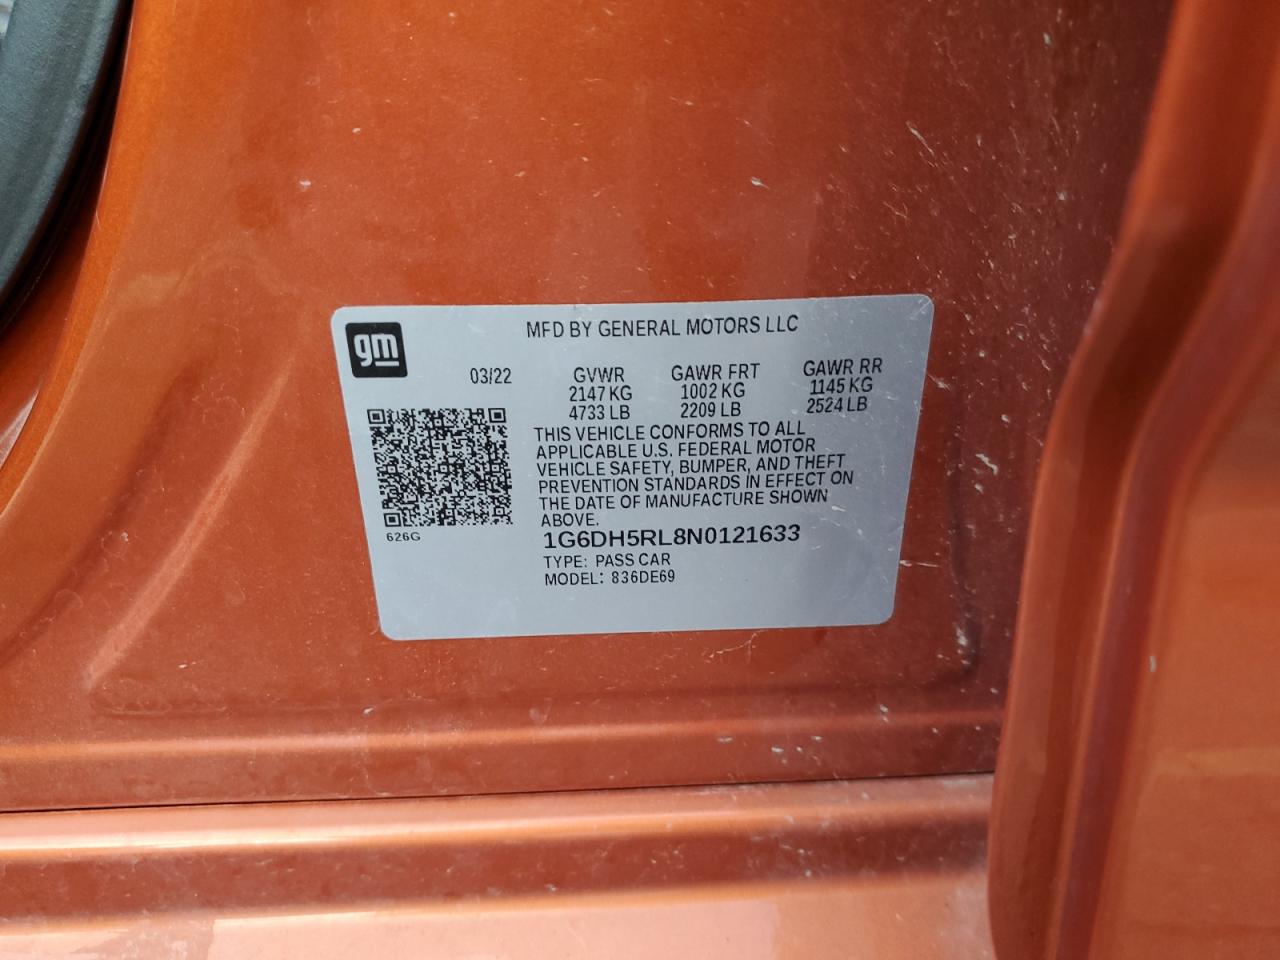 gm
MFD BY GENERAL MOTORS LLC
03/22 GVWR GAWR FRT GAWR RR
2147 KG 1002 KG 1145 KG
4733 LB 2209 LB 2524 LB
THIS VEHICLE CONFORMS TO ALL
APPLICABLE U.S. FEDERAL MOTOR
VEHICLE SAFETY, BUMPER, AND THEFT
PREVENTION STANDARDS IN EFFECT ON
THE DATE OF MANUFACTURE SHOWN
ABOVE.
626G
1G6DH5RL8N0121633
TYPE: PASS CAR
MODEL: 836DE69